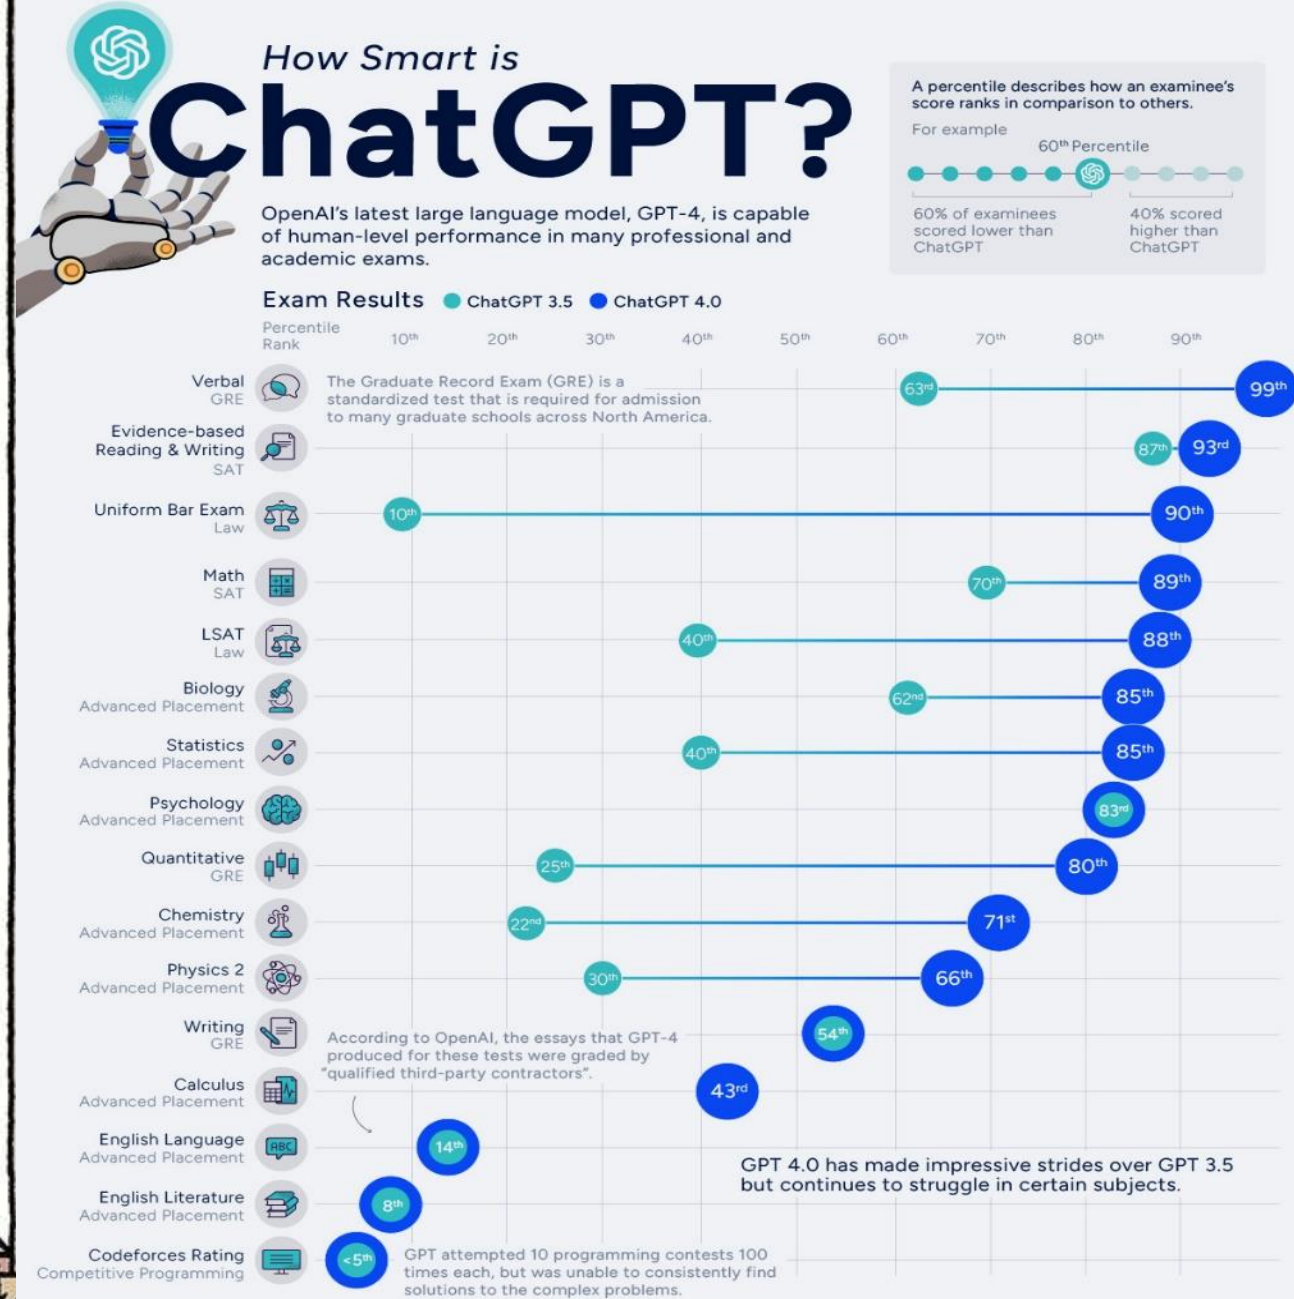 How Smart is
ChatGPT?
OpenAI's latest large language model, GPT-4, is capable
of human-level performance in many professional and
academic exams.
A percentile describes how an examinee's
score ranks in comparison to others.
For example
60th Percentile
60% of examinees
scored lower than
ChatGPT
40% scored
higher than
ChatGPT
Exam Results ChatGPT 3.5 ChatGPT 4.0
Percentile
Rank
10th 20th 30th 40th 50th 60th 70th 80th 90th
Verbal
GRE
The Graduate Record Exam (GRE) is a
standardized test that is required for admission
to many graduate schools across North America.
63rd 99th
Evidence-based
Reading & Writing
SAT
87th 93rd
Uniform Bar Exam
Law
10th 90th
Math
SAT
70th 89th
LSAT
Law
40th 88th
Biology
Advanced Placement
62nd 85th
Statistics
Advanced Placement
40th 85th
Psychology
Advanced Placement
83rd
Quantitative
GRE
25th 80th
Chemistry
Advanced Placement
22nd 71st
Physics 2
Advanced Placement
30th 66th
Writing
GRE
54th
According to OpenAI, the essays that GPT-4
produced for these tests were graded by
"qualified third-party contractors".
Calculus
Advanced Placement
43rd
English Language
Advanced Placement
ABC
14th
GPT 4.0 has made impressive strides over GPT 3.5
but continues to struggle in certain subjects.
English Literature
Advanced Placement
8th
Codeforces Rating
Competitive Programming
<5th
GPT attempted 10 programming contests 100
times each, but was unable to consistently find
solutions to the complex problems.